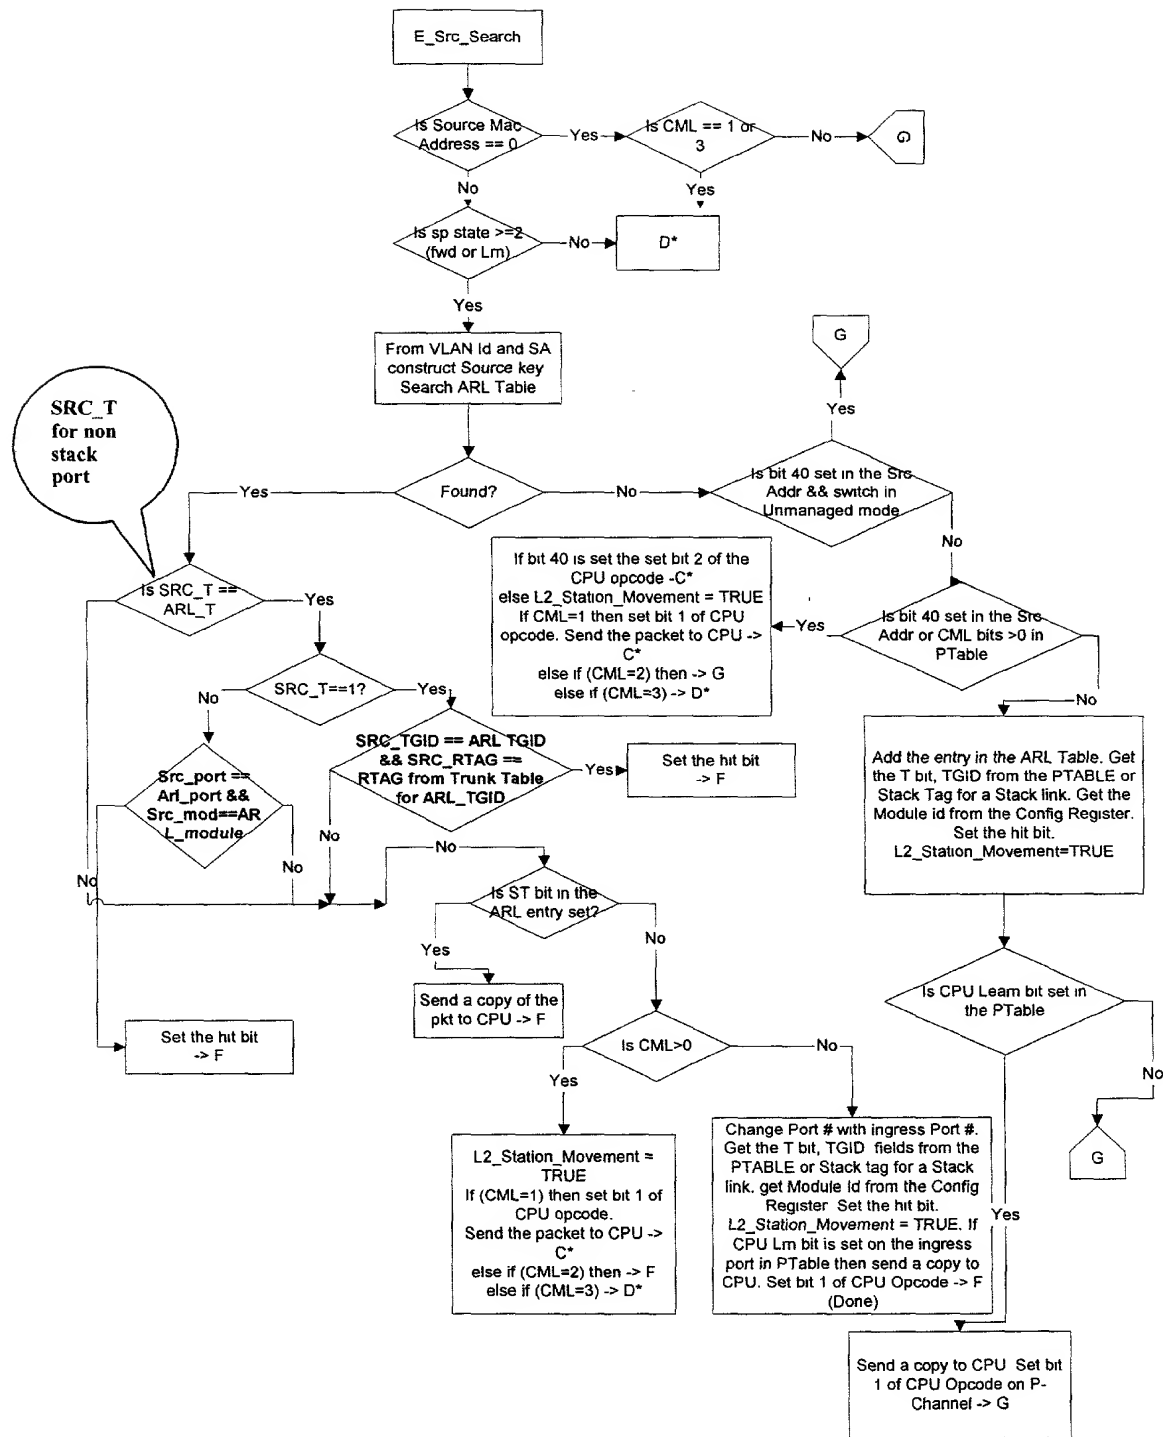 E_Src_Search
Is Source Mac
Address == 0
Yes
Is CML == 1 or
3
No
G
No
Yes
Is sp state >=2
(fwd or Lrn)
No
D*
Yes
From VLAN Id and SA
construct Source key
Search ARL Table
G
Yes
SRC_T
for non
stack
port
Found?
Yes
No
Is bit 40 set in the Src
Addr && switch in
Unmanaged mode
No
Is SRC_T ==
ARL_T
Yes
If bit 40 is set the set bit 2 of the
CPU opcode -C*
else L2_Station_Movement = TRUE
If CML=1 then set bit 1 of CPU
opcode. Send the packet to CPU ->
C*
else if (CML=2) then -> G
else if (CML=3) -> D*
Yes
Is bit 40 set in the Src
Addr or CML bits >0 in
PTable
No
SRC_T==1?
No
Yes
Src_port ==
Arl_port &&
Src_mod==AR
L_module
SRC_TGID == ARL TGID
&& SRC_RTAG ==
RTAG from Trunk Table
for ARL_TGID
Yes
Set the hit bit
-> F
Add the entry in the ARL Table. Get
the T bit, TGID from the PTABLE or
Stack Tag for a Stack link. Get the
Module id from the Config Register.
Set the hit bit.
L2_Station_Movement=TRUE
No
No
No
No
Is ST bit in the
ARL entry set?
Yes
No
Send a copy of the
pkt to CPU -> F
Is CPU Learn bit set in
the PTable
Set the hit bit
-> F
Is CML>0
Yes
No
No
G
Yes
L2_Station_Movement =
TRUE
If (CML=1) then set bit 1 of
CPU opcode.
Send the packet to CPU ->
C*
else if (CML=2) then -> F
else if (CML=3) -> D*
Change Port # with ingress Port #.
Get the T bit, TGID fields from the
PTABLE or Stack tag for a Stack
link. get Module Id from the Config
Register Set the hit bit.
L2_Station_Movement = TRUE. If
CPU Lrn bit is set on the ingress
port in PTable then send a copy to
CPU. Set bit 1 of CPU Opcode -> F
(Done)
Send a copy to CPU Set bit
1 of CPU Opcode on P-
Channel -> G